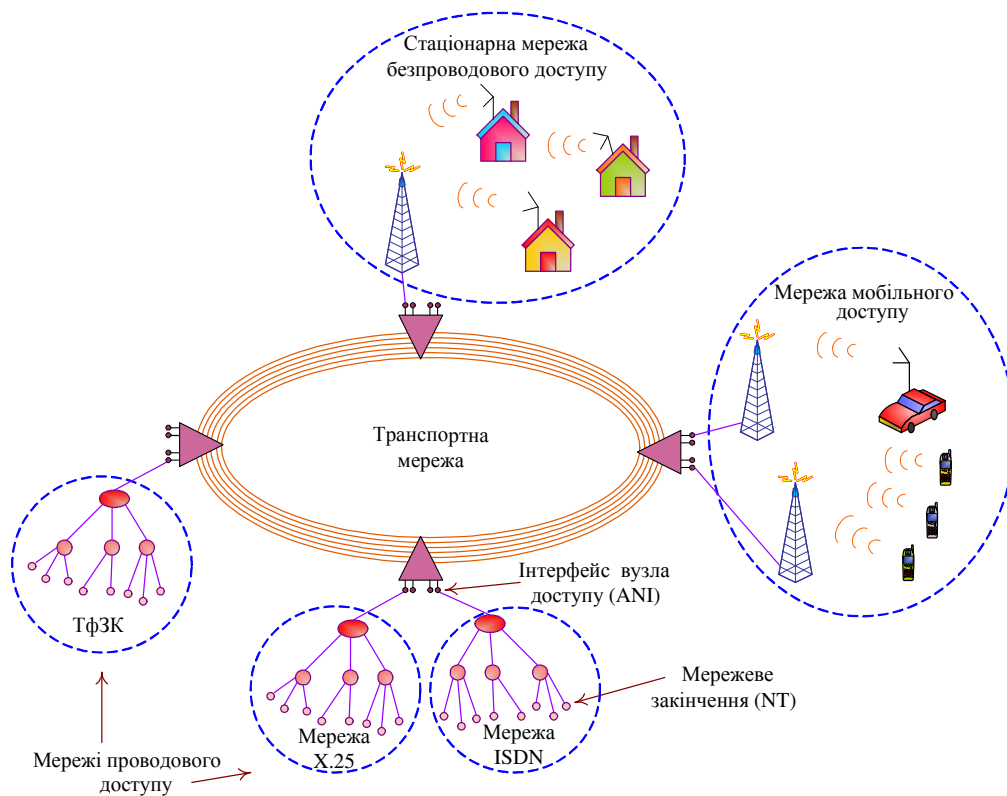 Стаціонарна мережа
безпроводового доступу
Мережа мобільного
доступу
Транспортна
мережа
Інтерфейс вузла
доступу (ANI)
ТфЗК
Мережеве
закінчення (NT)
Мережа
X.25
Мережа
ISDN
Мережі проводового
доступу